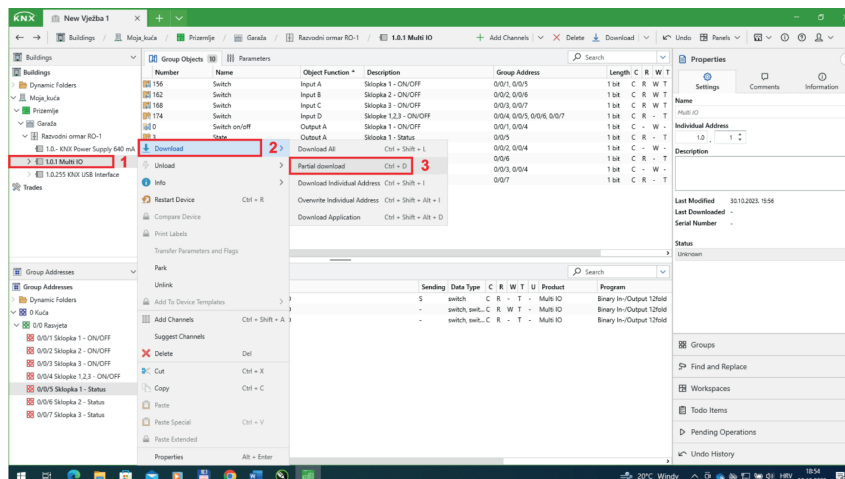 KNX New Vježba 1 × +
Buildings / Moja_kuća / Prizemlje / Garaža / Razvodni ormar RO-1 / 1.0.1 Multi IO + Add Channels Delete Download Undo Panels
Buildings
Buildings
Dynamic Folders
Moja_kuća
Prizemlje
Garaža
Razvodni ormar RO-1
1.0.- KNX Power Supply 640 mA
1.0.1 Multi IO 1
1.0.255 KNX USB Interface
Trades
Group Objects 10 Parameters Search
Number Name Object Function Description Group Address Length C R W T
156 Switch Input A Sklopka 1 - ON/OFF 0/0/1, 0/0/5 1 bit C R W T
162 Switch Input B Sklopka 2 - ON/OFF 0/0/2, 0/0/6 1 bit C R W T
168 Switch Input C Sklopka 3 - ON/OFF 0/0/3, 0/0/7 1 bit C R W T
174 Switch Input D Sklopke 1,2,3 - ON/OFF 0/0/4, 0/0/5, 0/0/6, 0/0/7 1 bit C R W T
0 Switch on/off Output A Sklopka 1 - ON/OFF 0/0/1, 0/0/4 1 bit C - W -
3 State Output A Sklopka 1 - Status 0/0/5 1 bit C R - T
0/0/2, 0/0/4 1 bit C - W -
0/0/6 1 bit C R - T
0/0/3, 0/0/4 1 bit C - W -
0/0/7 1 bit C R - T
Download 2
Unload
Info
Restart Device Ctrl + R
Compare Device
Print Labels
Transfer Parameters and Flags
Park
Unlink
Add To Device Templates
Add Channels Ctrl + Shift + A
Suggest Channels
Delete Del
Cut Ctrl + X
Copy Ctrl + C
Paste
Paste Special Ctrl + V
Paste Extended
Properties Alt + Enter
Download All Ctrl + Shift + L
Partial download Ctrl + D 3
Download Individual Address Ctrl + Shift + I
Overwrite Individual Address Ctrl + Shift + Alt + I
Download Application Ctrl + Shift + Alt + D
Group Addresses
Group Addresses
Dynamic Folders
0 Kuća
0/0 Rasvjeta
0/0/1 Sklopka 1 - ON/OFF
0/0/2 Sklopka 2 - ON/OFF
0/0/3 Sklopka 3 - ON/OFF
0/0/4 Sklopke 1,2,3 - ON/OFF
0/0/5 Sklopka 1 - Status
0/0/6 Sklopka 2 - Status
0/0/7 Sklopka 3 - Status
Search
Sending Data Type C R W T U Product Program
S switch C R - T - Multi IO Binary In-/Output 12fold
- switch, swit... C R W T - Multi IO Binary In-/Output 12fold
- switch, swit... C R - T - Multi IO Binary In-/Output 12fold
Properties
Settings Comments Information
Name
Multi IO
Individual Address
1.0 . 1
Description
Last Modified 30.10.2023. 15:56
Last Downloaded -
Serial Number -
Status
Unknown
Groups
Find and Replace
Workspaces
Todo Items
Pending Operations
Undo History
20°C Windy HRV 18:54